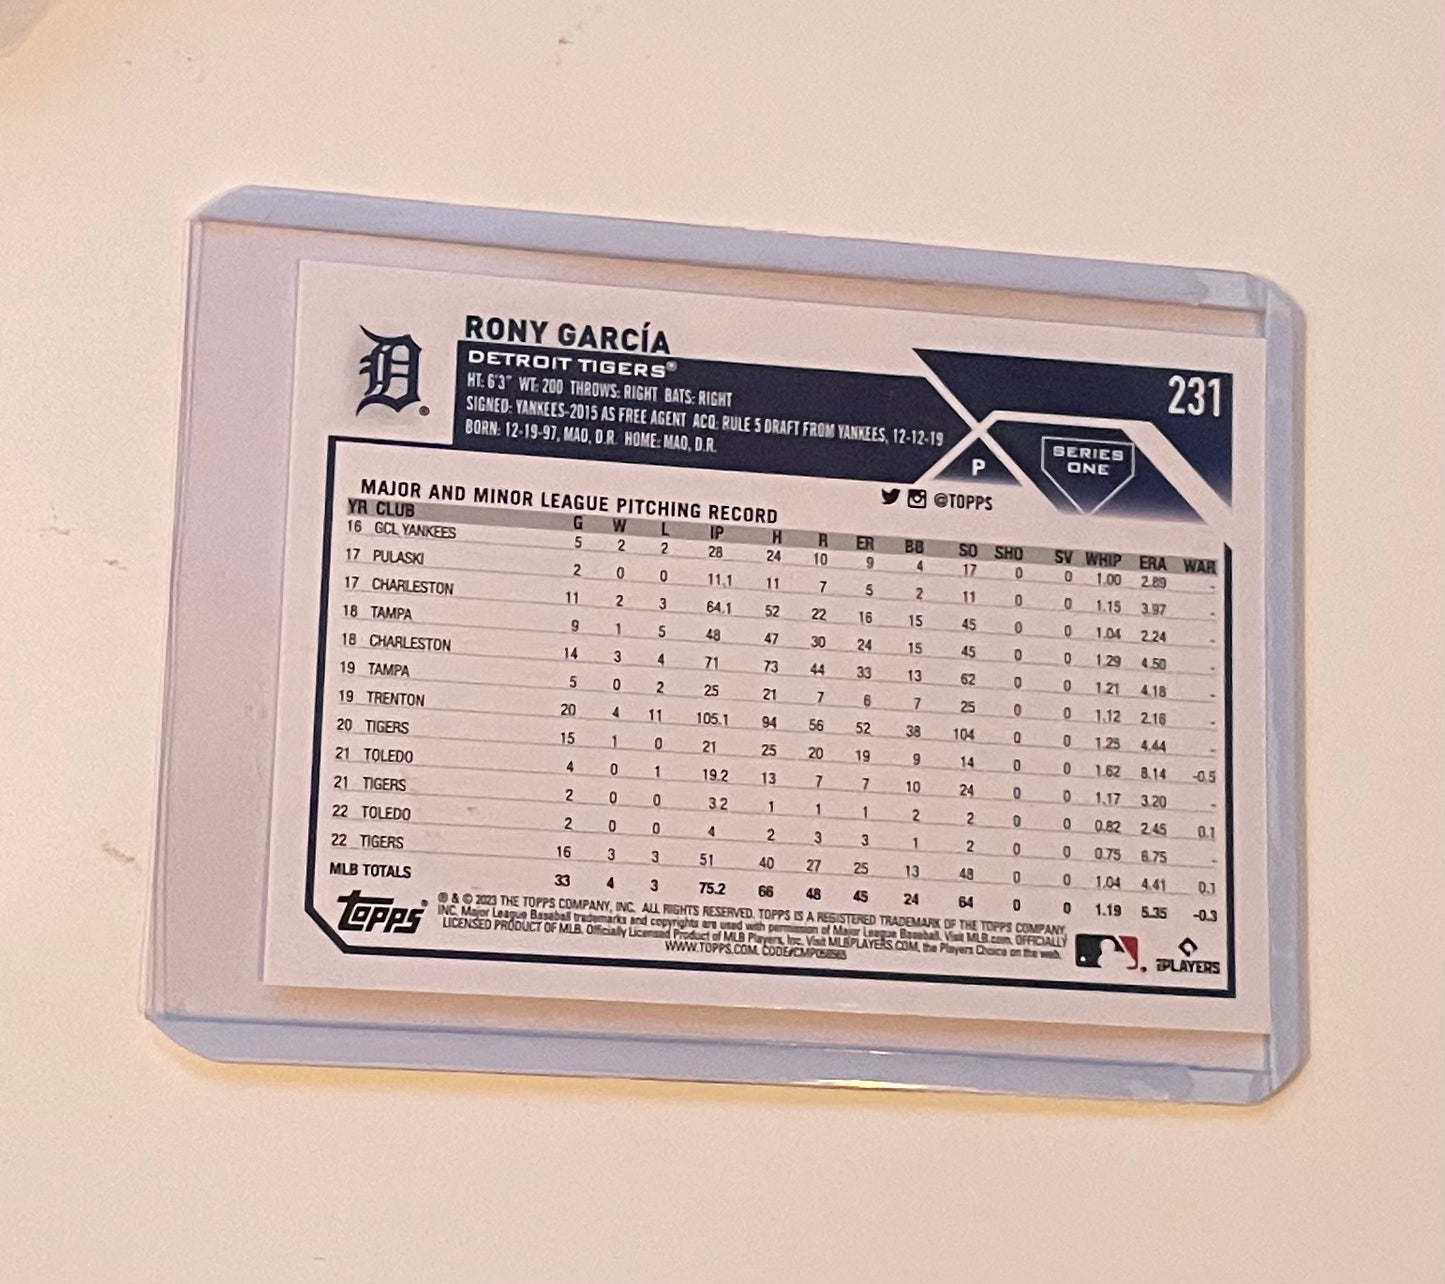 RONY GARCÍA
DETROIT TIGERS®
HT: 6'3" WT: 200 THROWS: RIGHT BATS: RIGHT
SIGNED: YANKEES-2015 AS FREE AGENT ACQ: RULE 5 DRAFT FROM YANKEES, 12-12-19
BORN: 12-19-97, MAO, D.R. HOME: MAO, D.R.
231
P
SERIES
ONE
@TOPPS
MAJOR AND MINOR LEAGUE PITCHING RECORD
YR CLUB G W L IP H R ER BB SO SHO SV WHIP ERA WAR
16 GCL YANKEES 5 2 2 28 24 10 9 4 17 0 0 1.00 2.89 -
17 PULASKI 2 0 0 11.1 11 7 5 2 11 0 0 1.15 3.97 -
17 CHARLESTON 11 2 3 64.1 52 22 16 15 45 0 0 1.04 2.24 -
18 TAMPA 9 1 5 48 47 30 24 15 45 0 0 1.29 4.50 -
18 CHARLESTON 14 3 4 71 73 44 33 13 62 0 0 1.21 4.18 -
19 TAMPA 5 0 2 25 21 7 6 7 25 0 0 1.12 2.16 -
19 TRENTON 20 4 11 105.1 94 56 52 38 104 0 0 1.25 4.44 -
20 TIGERS 15 1 0 21 25 20 19 9 14 0 0 1.62 8.14 -0.5
21 TOLEDO 4 0 1 19.2 13 7 7 10 24 0 0 1.17 3.20 -
21 TIGERS 2 0 0 3.2 1 1 1 2 2 0 0 0.82 2.45 0.1
22 TOLEDO 2 0 0 4 2 3 3 1 2 0 0 0.75 6.75 -
22 TIGERS 16 3 3 51 40 27 25 13 48 0 0 1.04 4.41 0.1
MLB TOTALS 33 4 3 75.2 66 48 45 24 64 0 0 1.19 5.35 -0.3
topps®
® & © 2023 THE TOPPS COMPANY, INC. ALL RIGHTS RESERVED. TOPPS IS A REGISTERED TRADEMARK OF THE TOPPS COMPANY,
INC. Major League Baseball trademarks and copyrights are used with permission of Major League Baseball. Visit MLB.com. OFFICIALLY
LICENSED PRODUCT OF MLB. Officially Licensed Product of MLB Players, Inc. Visit MLBPLAYERS.COM, the Players Choice on the web.
WWW.TOPPS.COM.
PLAYERS